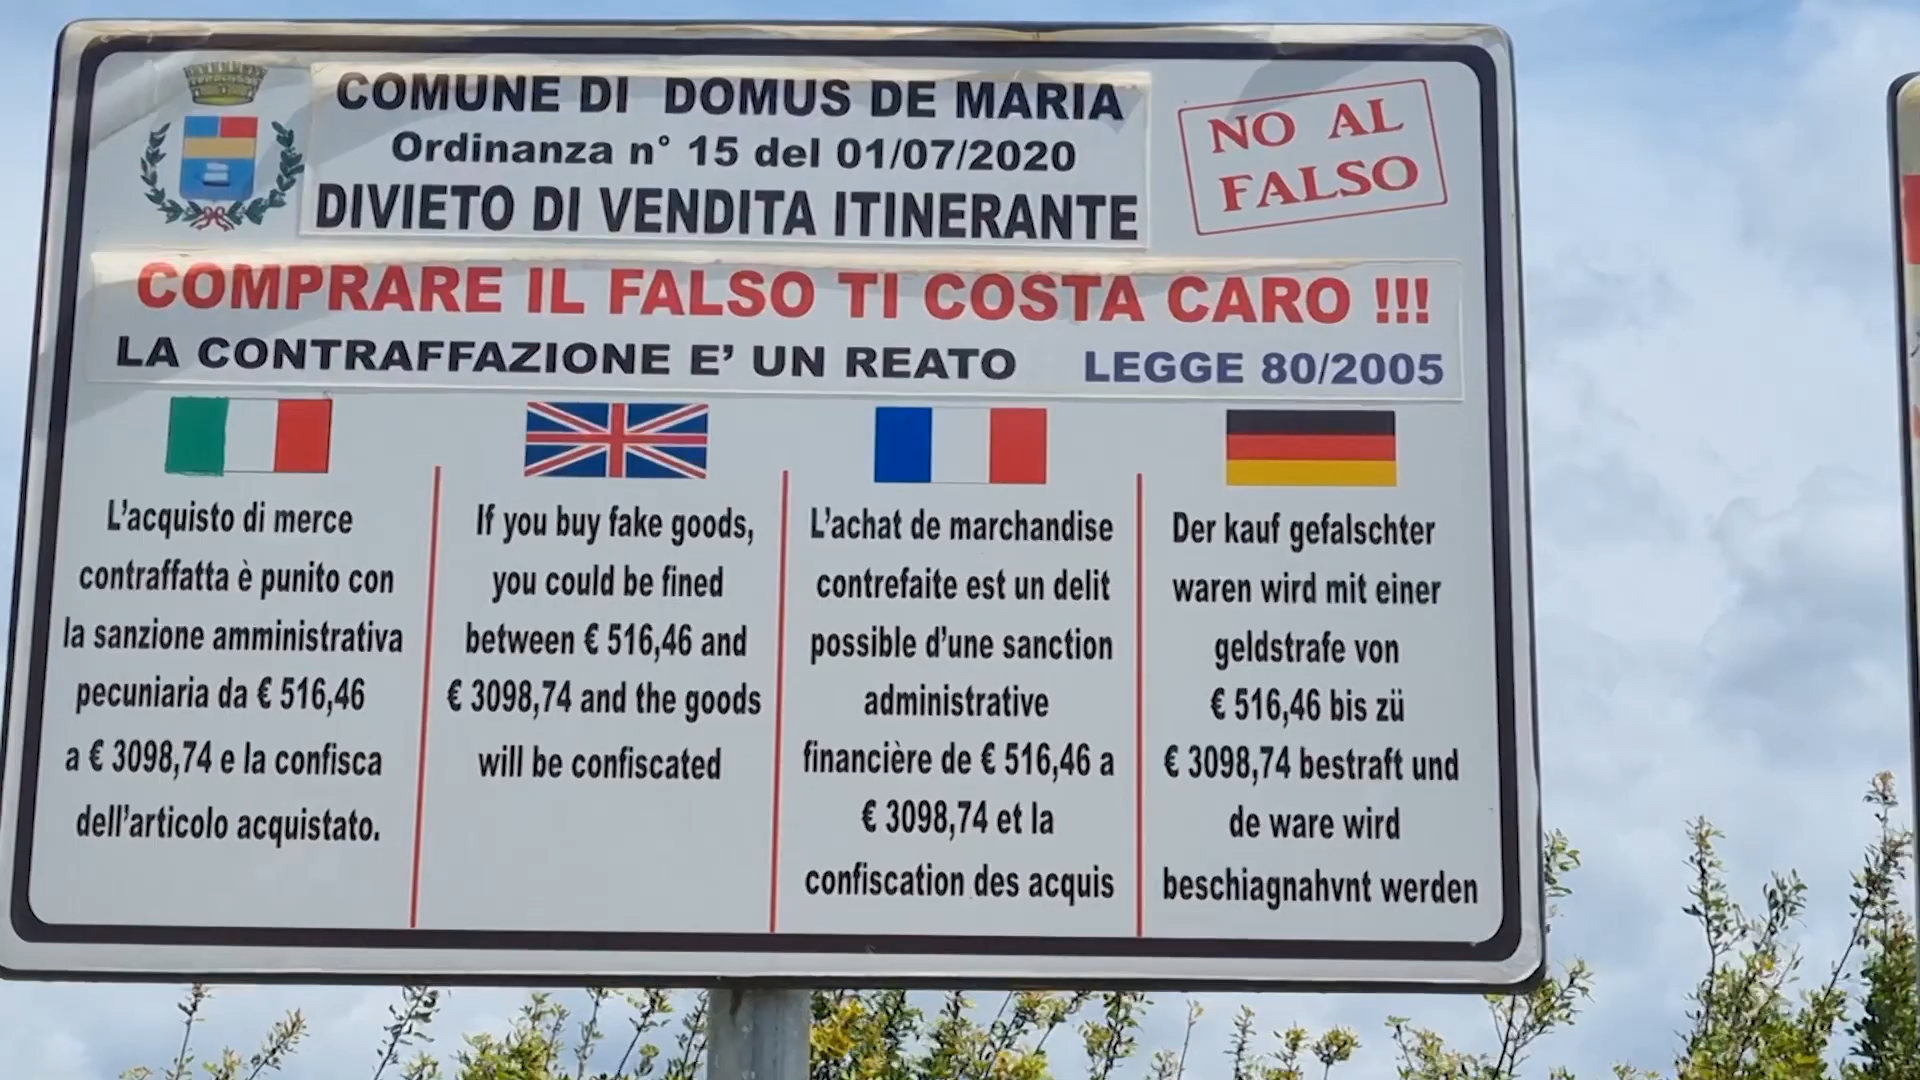 COMUNE DI DOMUS DE MARIA
Ordinanza n° 15 del 01/07/2020
DIVIETO DI VENDITA ITINERANTE
NO AL
FALSO
COMPRARE IL FALSO TI COSTA CARO !!!
LA CONTRAFFAZIONE E’ UN REATO LEGGE 80/2005
L’acquisto di merce
contraffatta è punito con
la sanzione amministrativa
pecuniaria da € 516,46
a € 3098,74 e la confisca
dell’articolo acquistato.
If you buy fake goods,
you could be fined
between € 516,46 and
€ 3098,74 and the goods
will be confiscated
L’achat de marchandise
contrefaite est un delit
possible d’une sanction
administrative
financière de € 516,46 a
€ 3098,74 et la
confiscation des acquis
Der kauf gefalschter
waren wird mit einer
geldstrafe von
€ 516,46 bis zü
€ 3098,74 bestraft und
de ware wird
beschiagnahvnt werden